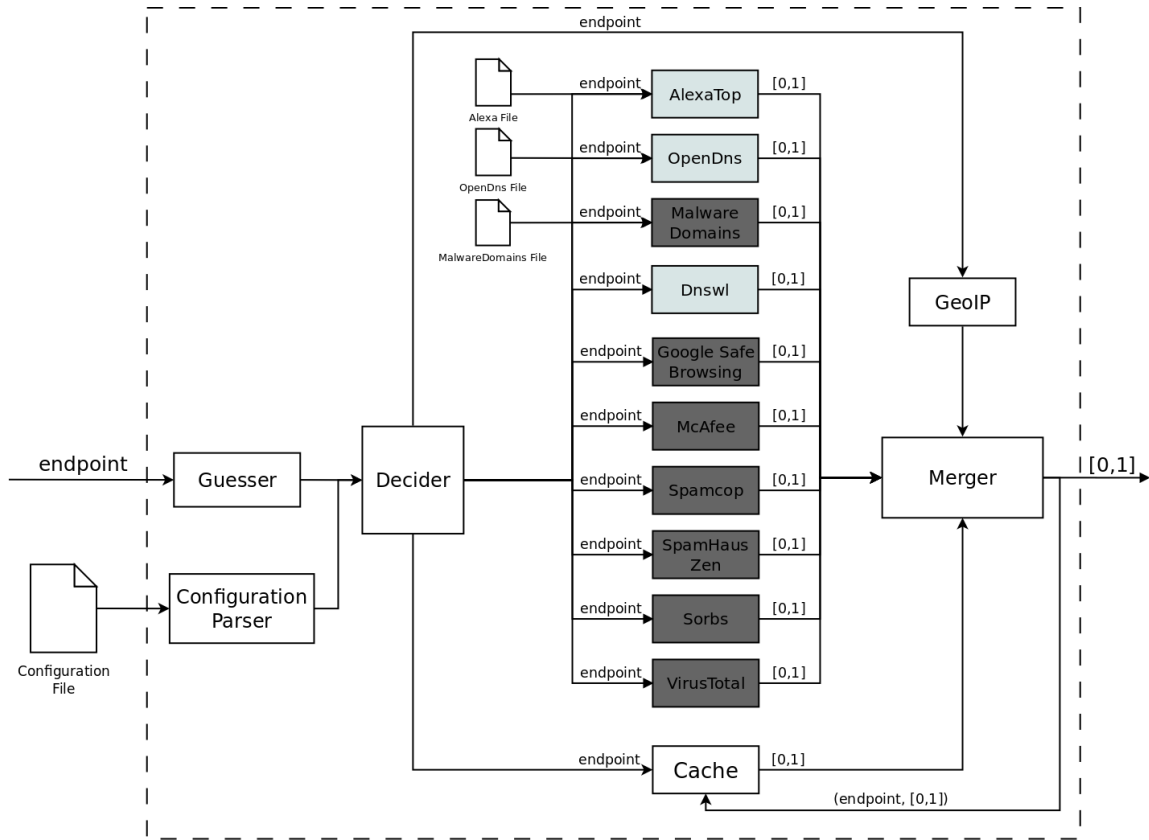 endpoint
endpoint
AlexaTop
[0,1]
Alexa File
endpoint
OpenDns
[0,1]
OpenDns File
endpoint
Malware
Domains
[0,1]
MalwareDomains File
endpoint
Dnswl
[0,1]
GeoIP
endpoint
Google Safe
Browsing
[0,1]
endpoint
McAfee
[0,1]
endpoint
Guesser
Decider
endpoint
Spamcop
[0,1]
Merger
[0,1]
endpoint
SpamHaus
Zen
[0,1]
Configuration
Parser
endpoint
Sorbs
[0,1]
Configuration
File
endpoint
VirusTotal
[0,1]
endpoint
Cache
[0,1]
(endpoint, [0,1])